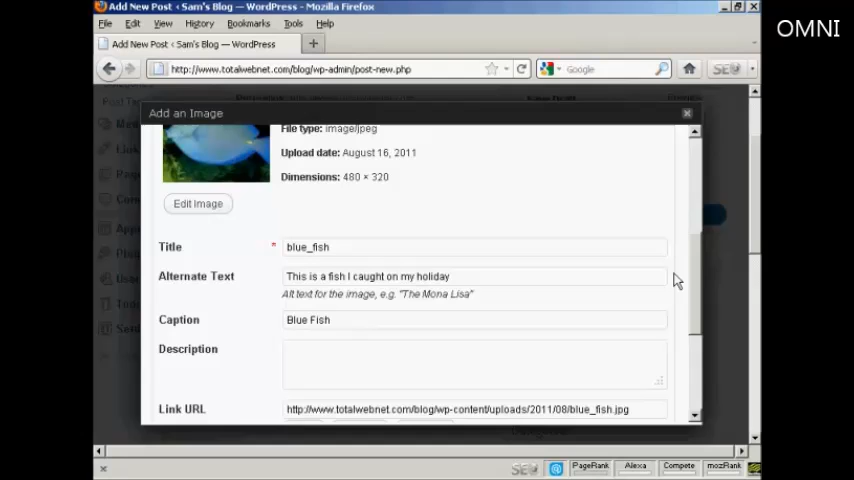 Add New Post ‹ Sam's Blog — WordPress - Mozilla Firefox
OMNI
File Edit View History Bookmarks Tools Help
Add New Post ‹ Sam's Blog — WordPress
http://www.totalwebnet.com/blog/wp-admin/post-new.php
Google
SEO
Post
Add an Image
File type: image/jpeg
Upload date: August 16, 2011
Dimensions: 480 × 320
Edit Image
Title * blue_fish
Alternate Text This is a fish I caught on my holiday
Alt text for the image, e.g. "The Mona Lisa"
Caption Blue Fish
Description
Link URL http://www.totalwebnet.com/blog/wp-content/uploads/2011/08/blue_fish.jpg
SEO PageRank Alexa Compete mozRank